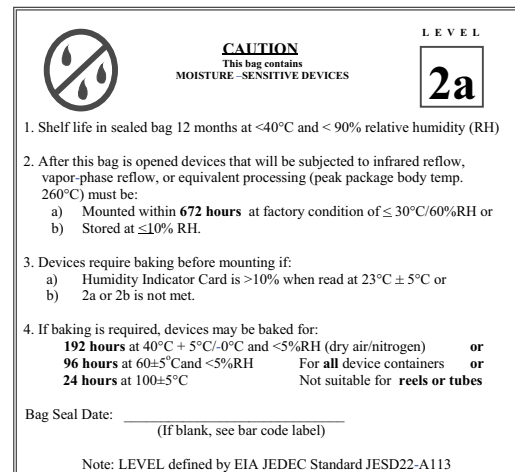 LEVEL
CAUTION
This bag contains
MOISTURE –SENSITIVE DEVICES
2a
1. Shelf life in sealed bag 12 months at <40°C and < 90% relative humidity (RH)
2. After this bag is opened devices that will be subjected to infrared reflow,
vapor-phase reflow, or equivalent processing (peak package body temp.
260°C) must be:
a) Mounted within 672 hours at factory condition of ≤ 30°C/60%RH or
b) Stored at ≤10% RH.
3. Devices require baking before mounting if:
a) Humidity Indicator Card is >10% when read at 23°C ± 5°C or
b) 2a or 2b is not met.
4. If baking is required, devices may be baked for:
192 hours at 40°C + 5°C/-0°C and <5%RH (dry air/nitrogen) or
96 hours at 60±5°Cand <5%RH For all device containers or
24 hours at 100±5°C Not suitable for reels or tubes
Bag Seal Date: ______________________________
(If blank, see bar code label)
Note: LEVEL defined by EIA JEDEC Standard JESD22-A113